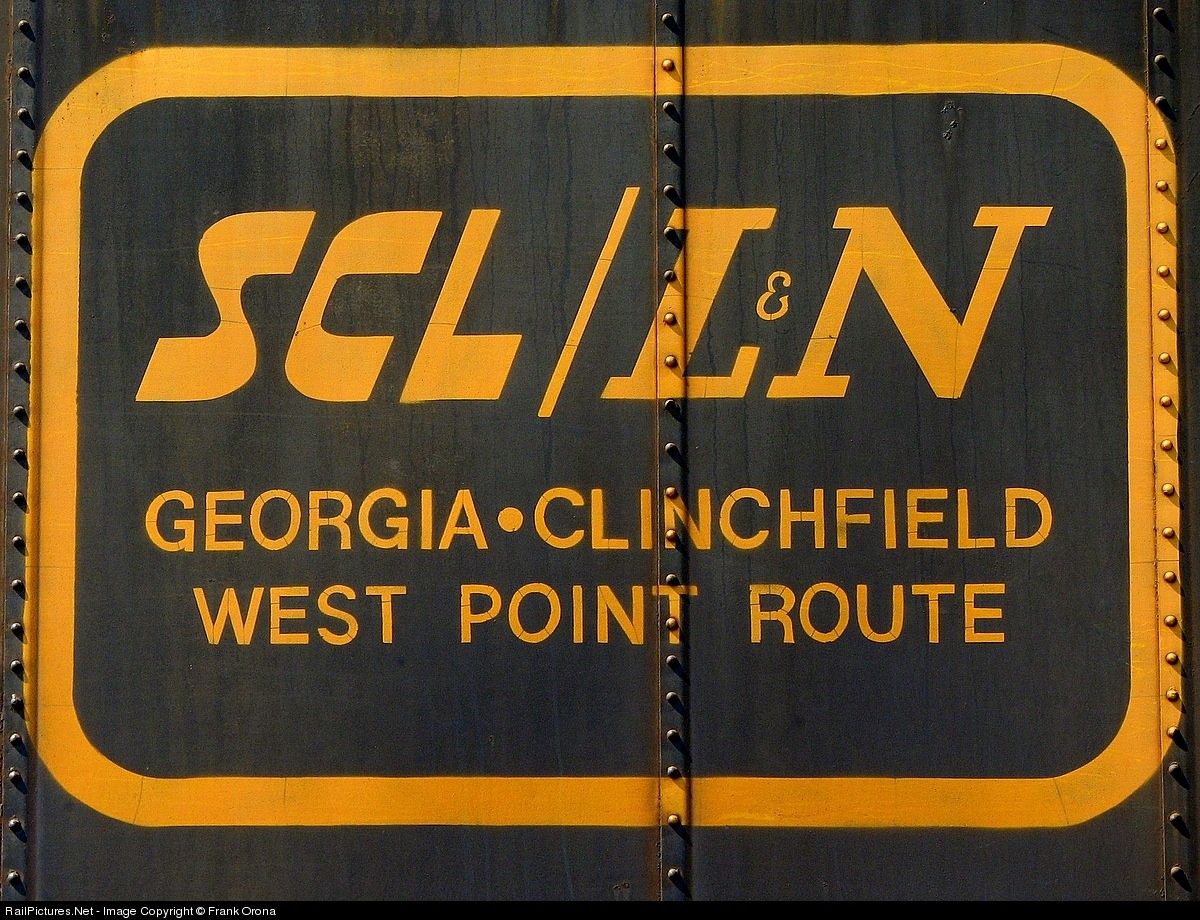 SCL/L&N
GEORGIA•CLINCHFIELD
WEST POINT ROUTE
RailPictures.Net - Image Copyright © Frank Orona